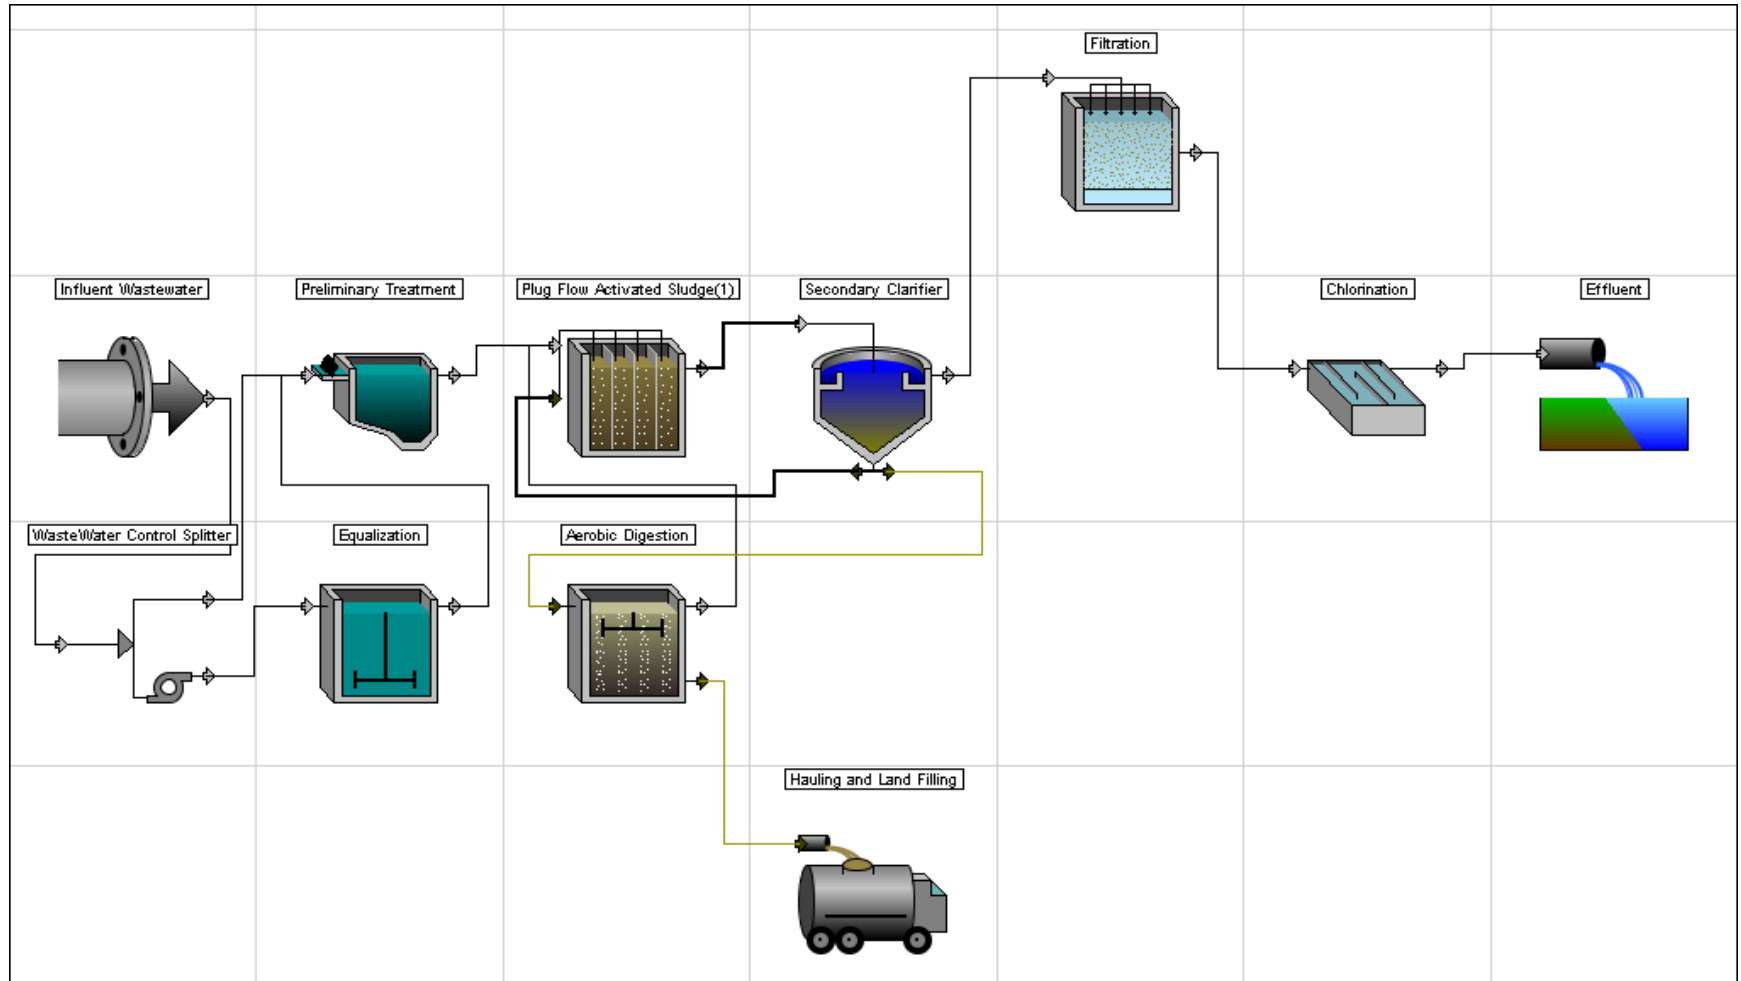 Filtration
Influent Wastewater
Preliminary Treatment
Plug Flow Activated Sludge(1)
Secondary Clarifier
Chlorination
Effluent
WasteWater Control Splitter
Equalization
Aerobic Digestion
Hauling and Land Filling